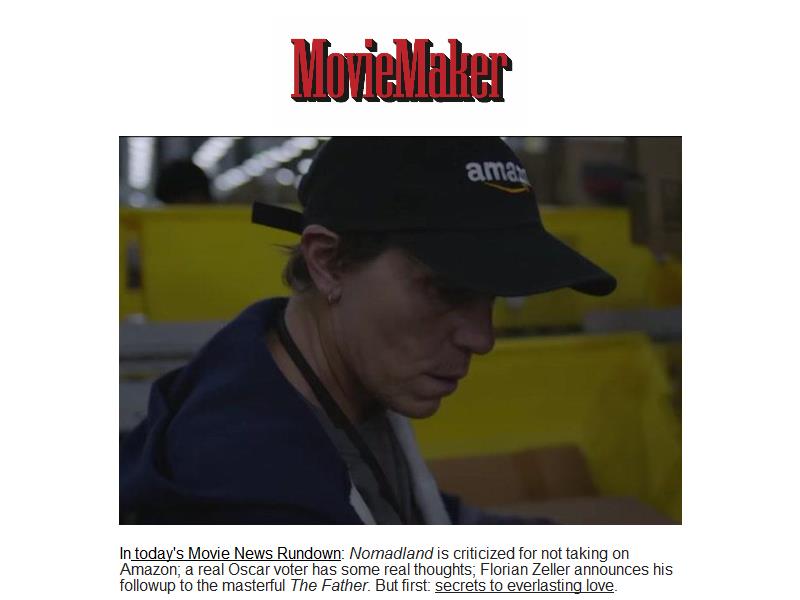 MovieMaker
amaz
In today's Movie News Rundown: Nomadland is criticized for not taking on
Amazon; a real Oscar voter has some real thoughts; Florian Zeller announces his
followup to the masterful The Father. But first: secrets to everlasting love.